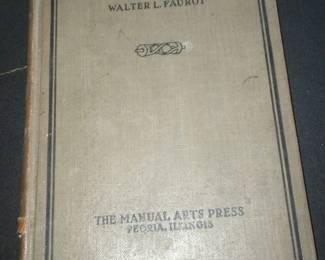 WALTER L. FAUROT
THE MANUAL ARTS PRESS
PEORIA, ILLINOIS